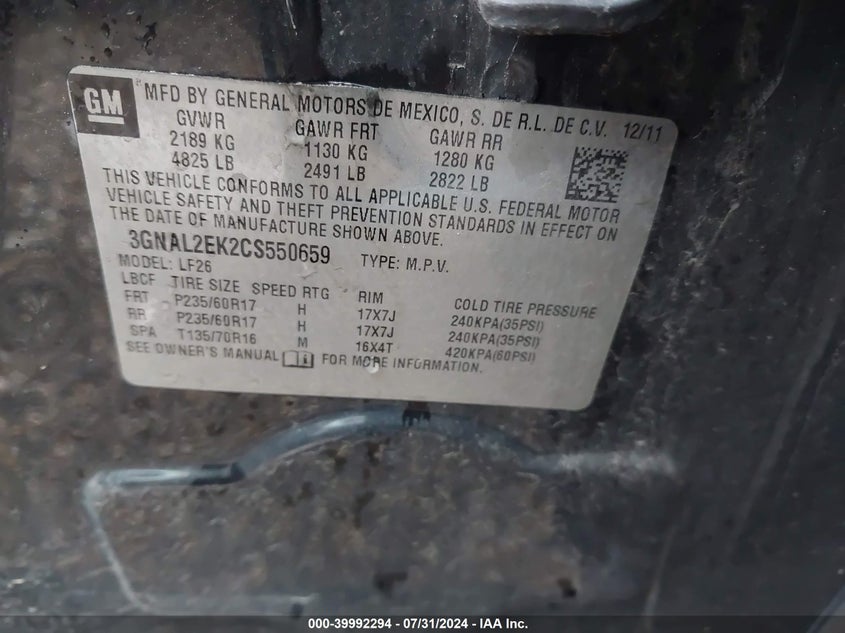 GM MFD BY GENERAL MOTORS DE MEXICO, S. DE R.L. DE C.V. 12/11
GVWR GAWR FRT GAWR RR
2189 KG 1130 KG 1280 KG
4825 LB 2491 LB 2822 LB
THIS VEHICLE CONFORMS TO ALL APPLICABLE U.S. FEDERAL MOTOR
VEHICLE SAFETY AND THEFT PREVENTION STANDARDS IN EFFECT ON
THE DATE OF MANUFACTURE SHOWN ABOVE.
3GNAL2EK2CS550659 TYPE: M.P.V.
MODEL: LF26
LBCF TIRE SIZE SPEED RTG RIM COLD TIRE PRESSURE
FRT P235/60R17 H 17X7J 240KPA(35PSI)
RR P235/60R17 H 17X7J 240KPA(35PSI)
SPA T135/70R16 M 16X4T 420KPA(60PSI)
SEE OWNER'S MANUAL FOR MORE INFORMATION.
000-39992294 - 07/31/2024 - IAA Inc.